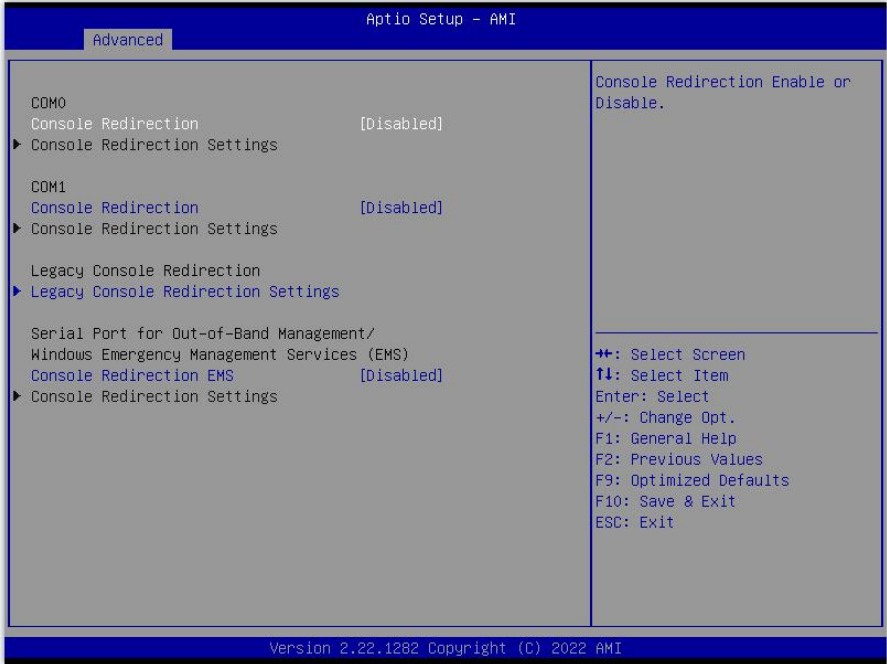 Aptio Setup – AMI
Advanced
COM0
Console Redirection [Disabled]
Console Redirection Settings
COM1
Console Redirection [Disabled]
Console Redirection Settings
Legacy Console Redirection
Legacy Console Redirection Settings
Serial Port for Out–of–Band Management/
Windows Emergency Management Services (EMS)
Console Redirection EMS [Disabled]
Console Redirection Settings
Console Redirection Enable or
Disable.
→←: Select Screen
↑↓: Select Item
Enter: Select
+/–: Change Opt.
F1: General Help
F2: Previous Values
F9: Optimized Defaults
F10: Save & Exit
ESC: Exit
Version 2.22.1282 Copyright (C) 2022 AMI